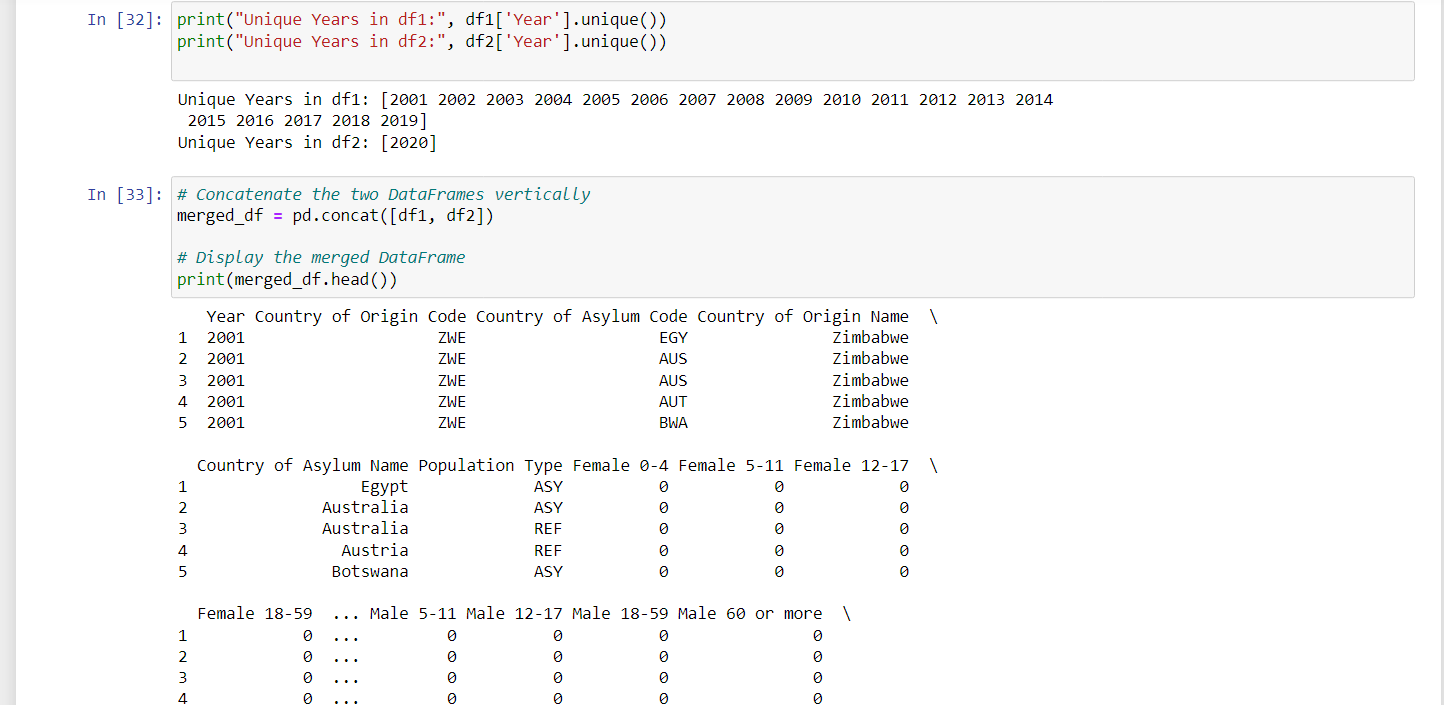 In [32]: print("Unique Years in df1:", df1['Year'].unique())
print("Unique Years in df2:", df2['Year'].unique())
Unique Years in df1: [2001 2002 2003 2004 2005 2006 2007 2008 2009 2010 2011 2012 2013 2014
 2015 2016 2017 2018 2019]
Unique Years in df2: [2020]
In [33]: # Concatenate the two DataFrames vertically
merged_df = pd.concat([df1, df2])
# Display the merged DataFrame
print(merged_df.head())
   Year Country of Origin Code Country of Asylum Code Country of Origin Name  \
1  2001                    ZWE                    EGY               Zimbabwe
2  2001                    ZWE                    AUS               Zimbabwe
3  2001                    ZWE                    AUS               Zimbabwe
4  2001                    ZWE                    AUT               Zimbabwe
5  2001                    ZWE                    BWA               Zimbabwe
  Country of Asylum Name Population Type Female 0-4 Female 5-11 Female 12-17  \
1                  Egypt             ASY          0           0            0
2              Australia             ASY          0           0            0
3              Australia             REF          0           0            0
4                Austria             REF          0           0            0
5               Botswana             ASY          0           0            0
  Female 18-59  ... Male 5-11 Male 12-17 Male 18-59 Male 60 or more  \
1            0  ...         0          0          0               0
2            0  ...         0          0          0               0
3            0  ...         0          0          0               0
4            0  ...         0          0          0               0